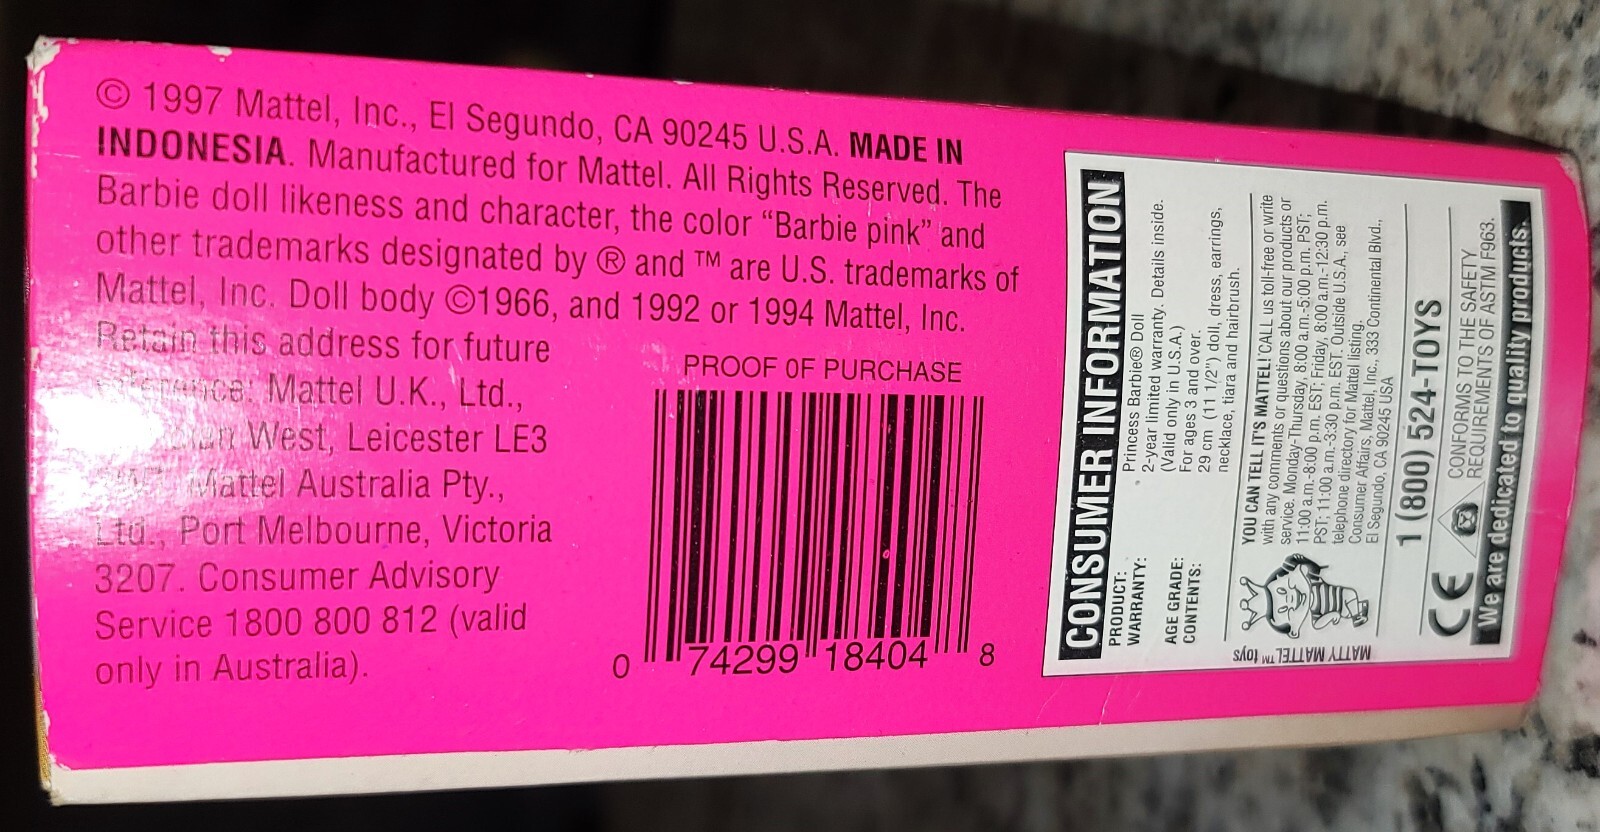 © 1997 Mattel, Inc., El Segundo, CA 90245 U.S.A. MADE IN
INDONESIA. Manufactured for Mattel. All Rights Reserved. The
Barbie doll likeness and character, the color “Barbie pink” and
other trademarks designated by ® and ™ are U.S. trademarks of
Mattel, Inc. Doll body ©1966, and 1992 or 1994 Mattel, Inc.
Retain this address for future
reference: Mattel U.K., Ltd.,
West, Leicester LE3
Mattel Australia Pty.,
Ltd., Port Melbourne, Victoria
3207. Consumer Advisory
Service 1800 800 812 (valid
only in Australia).
PROOF OF PURCHASE
0 74299 18404 8
CONSUMER INFORMATION
PRODUCT: Princess Barbie® Doll
WARRANTY: 2-year limited warranty. Details inside.
(Valid only in U.S.A.)
AGE GRADE: For ages 3 and over.
CONTENTS: 29 cm (11 1/2") doll, dress, earrings,
necklace, tiara and hairbrush.
MATTY MATTEL™ toys
YOU CAN TELL IT'S MATTEL! CALL us toll-free or write
with any comments or questions about our products or
service. Monday-Thursday, 8:00 a.m.-5:00 p.m. PST;
11:00 a.m.-8:00 p.m. EST; Friday, 8:00 a.m.-12:30 p.m.
PST; 11:00 a.m.-3:30 p.m. EST. Outside U.S.A., see
telephone directory for Mattel listing.
Consumer Affairs, Mattel, Inc. 333 Continental Blvd.,
El Segundo, CA 90245 USA
1 (800) 524-TOYS
CE
CONFORMS TO THE SAFETY
REQUIREMENTS OF ASTM F963.
We are dedicated to quality products.